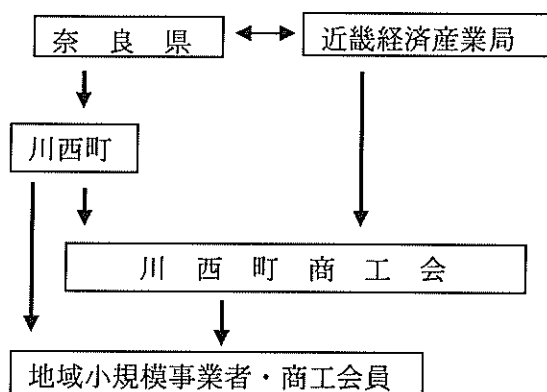 奈良県
近畿経済産業局
川西町
川西町商工会
地域小規模事業者・商工会員